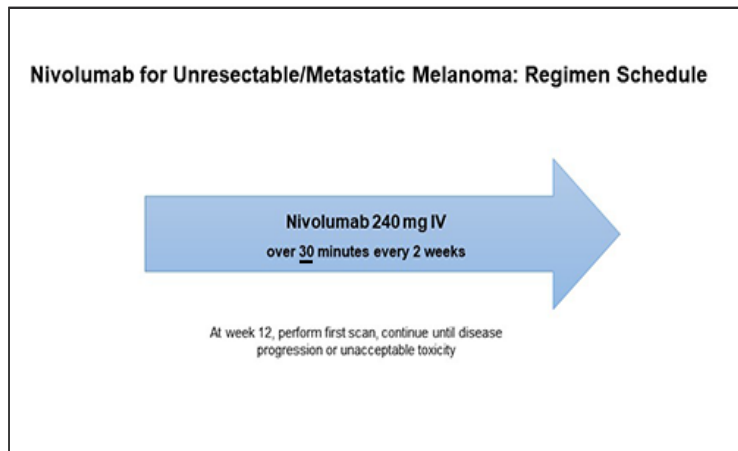 Nivolumab for Unresectable/Metastatic Melanoma: Regimen Schedule
Nivolumab 240 mg IV
over 30 minutes every 2 weeks
At week 12, perform first scan, continue until disease
progression or unacceptable toxicity